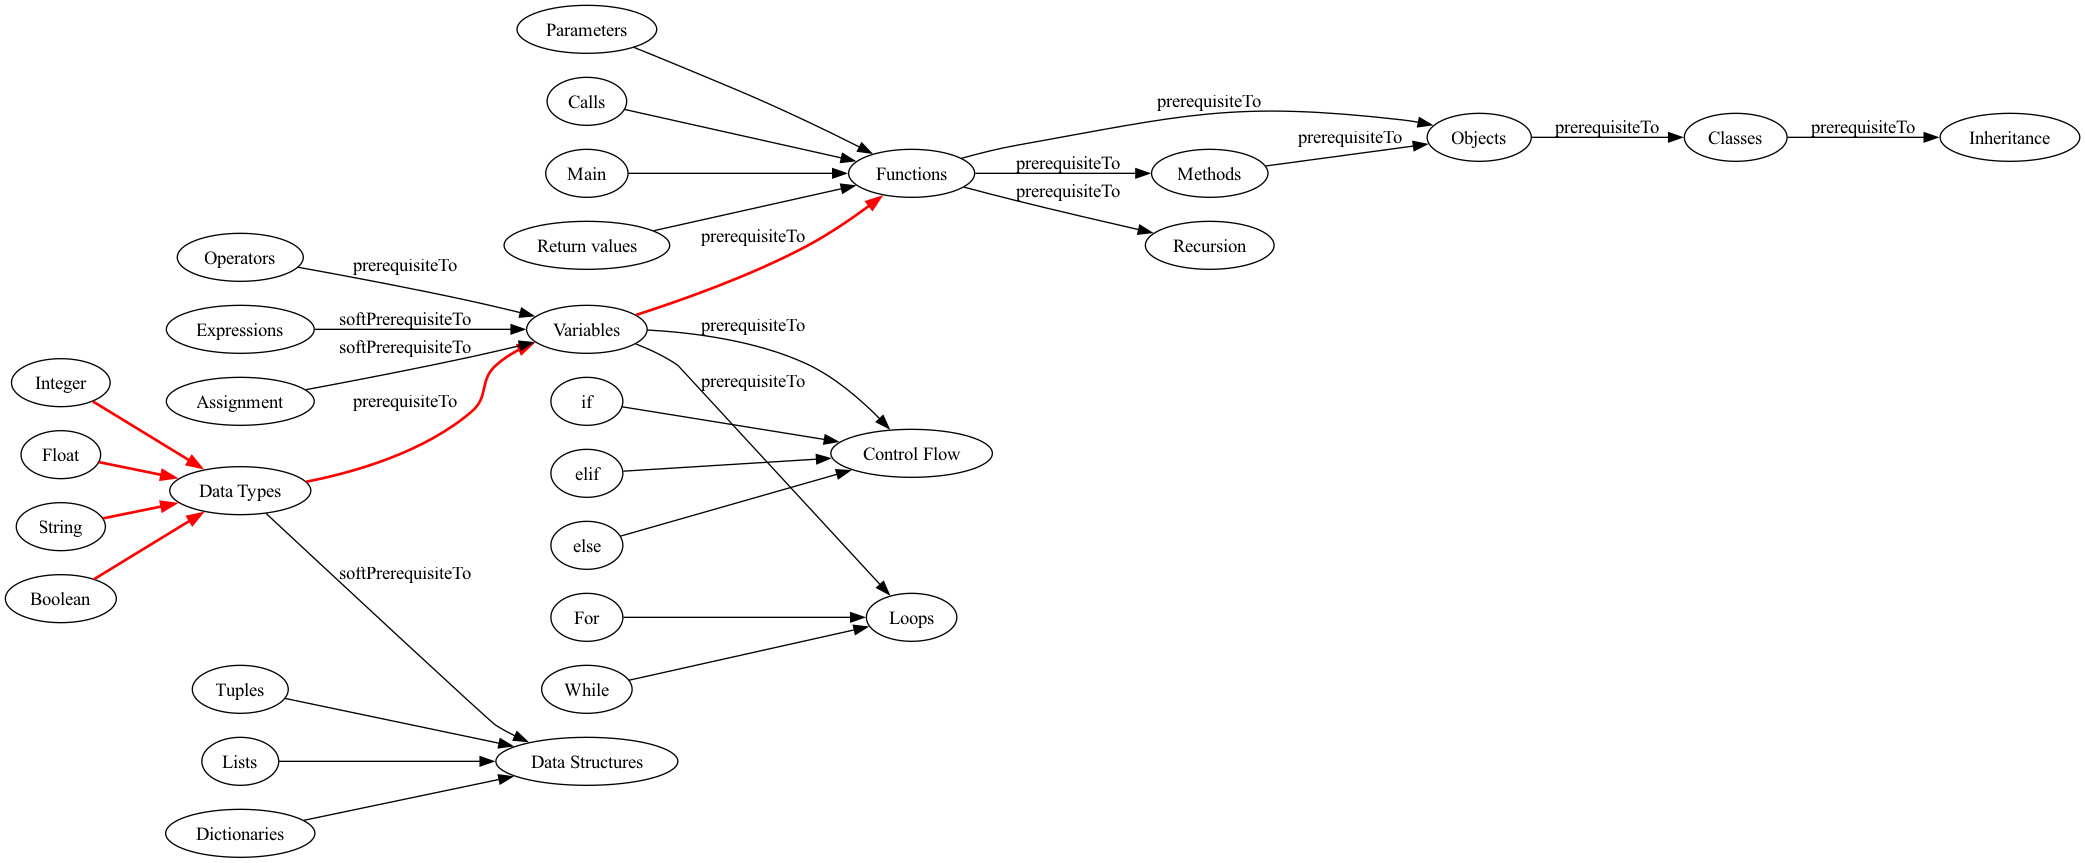 Parameters
Calls
prerequisiteTo
prerequisiteTo
prerequisiteTo
prerequisiteTo
Objects
Classes
Inheritance
Main
Functions
prerequisiteTo
Methods
prerequisiteTo
Return values
prerequisiteTo
Recursion
Operators
prerequisiteTo
Expressions
softPrerequisiteTo
Variables
prerequisiteTo
softPrerequisiteTo
Integer
prerequisiteTo
Assignment
prerequisiteTo
if
Float
Control Flow
elif
Data Types
String
else
softPrerequisiteTo
Boolean
For
Loops
Tuples
While
Lists
Data Structures
Dictionaries